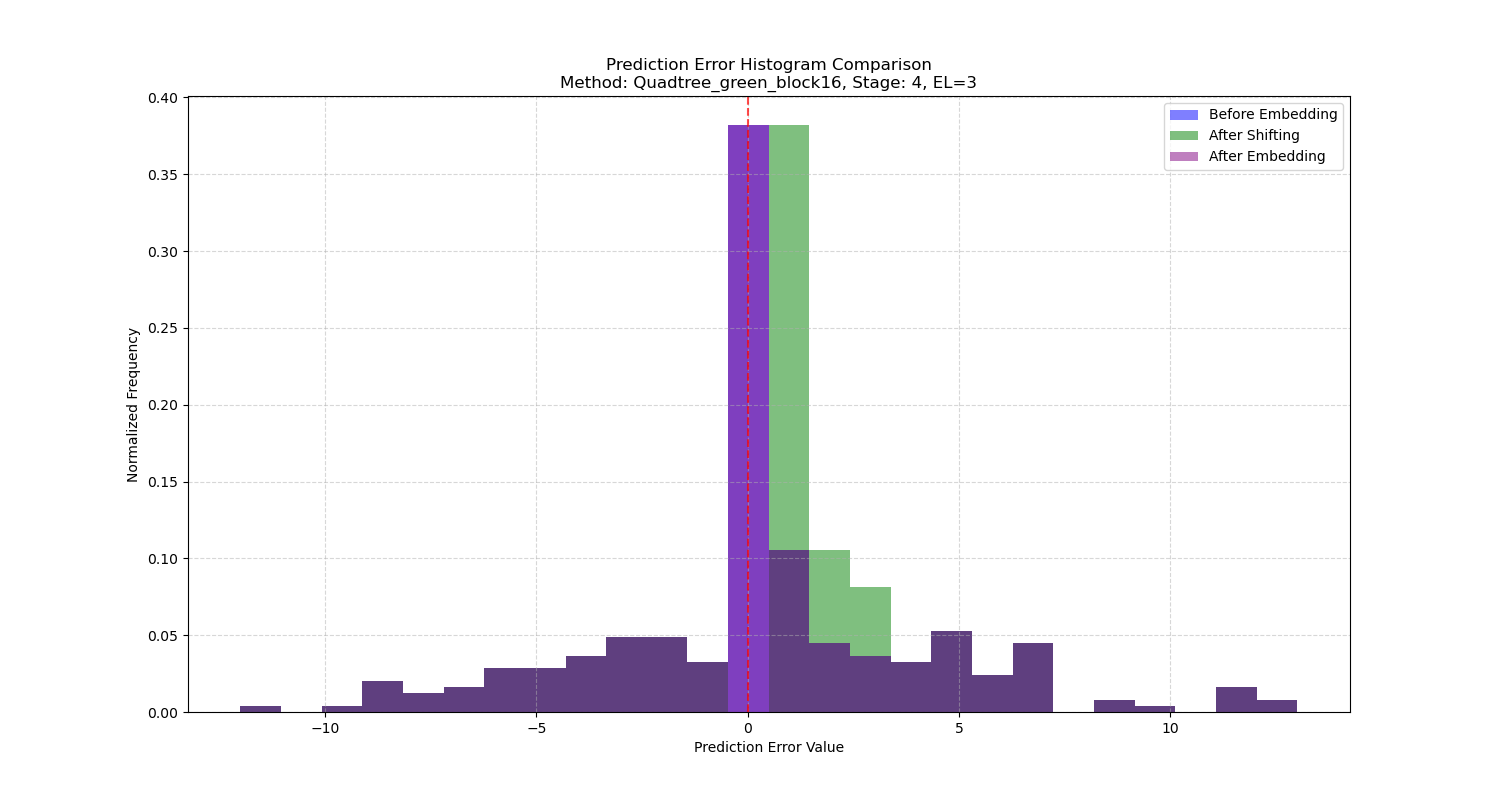 Prediction Error Histogram Comparison
Method: Quadtree_green_block16, Stage: 4, EL=3
Before Embedding
After Shifting
After Embedding
Normalized Frequency
0.40
0.35
0.30
0.25
0.20
0.15
0.10
0.05
0.00
−10
−5
0
5
10
Prediction Error Value